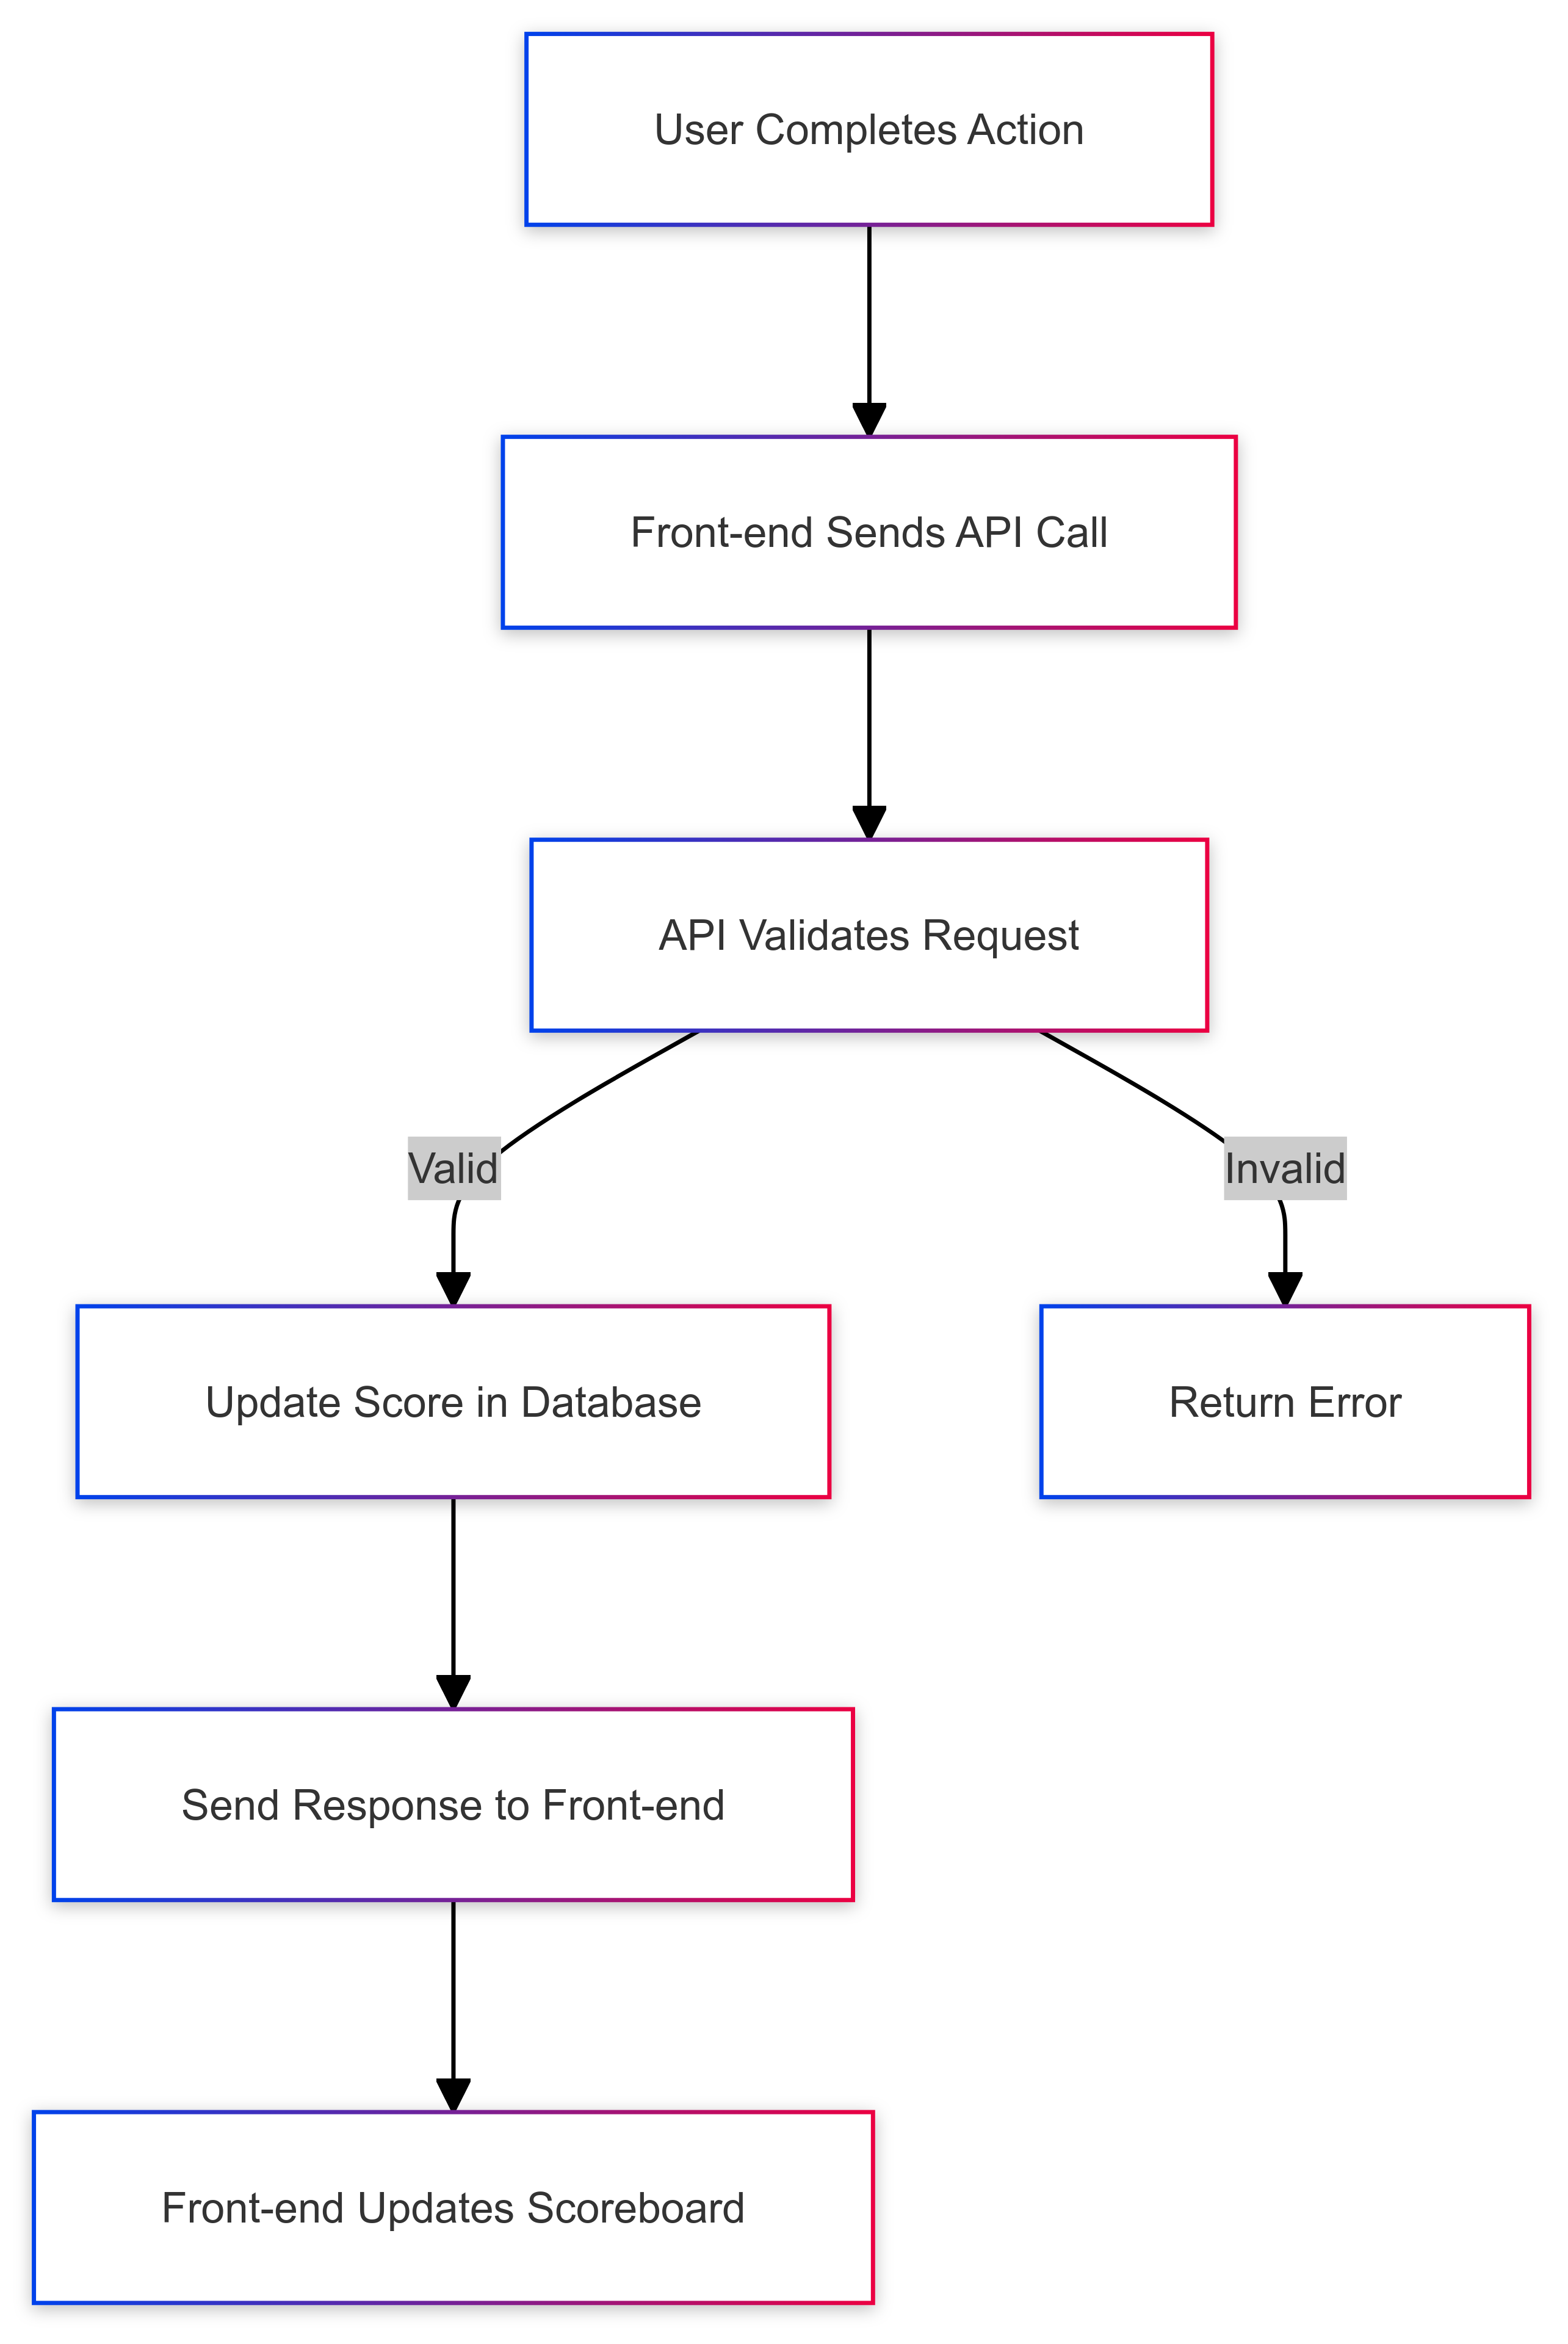 User Completes Action
Front-end Sends API Call
API Validates Request
Valid
Invalid
Update Score in Database
Return Error
Send Response to Front-end
Front-end Updates Scoreboard